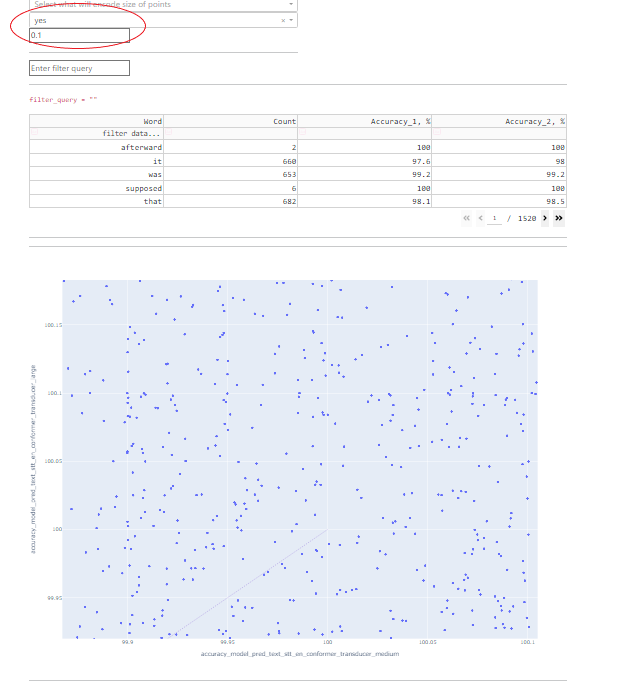 Select what will encode size of points
yes
0.1
Enter filter query
filter_query = ""
Word Count Accuracy_1, % Accuracy_2, %
filter data...
afterward 2 100 100
it 660 97.6 98
was 653 99.2 99.2
supposed 6 100 100
that 682 98.1 98.5
1 / 1520
100.15
100.1
100.05
100
99.95
accuracy_model_pred_text_stt_en_conformer_transducer_large
99.9 99.95 100 100.05 100.1
accuracy_model_pred_text_stt_en_conformer_transducer_medium